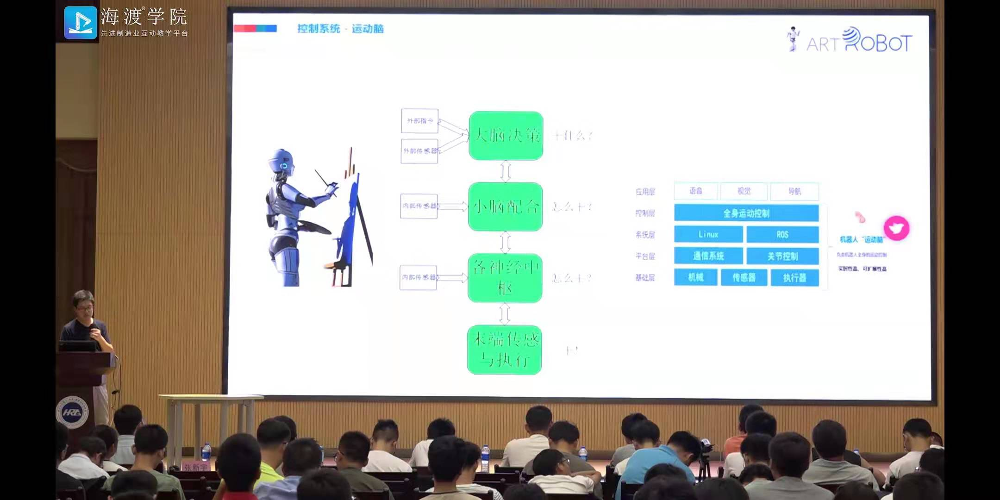 海渡®学院
先进制造业互动教学平台
控制系统 - 运动脑
ART ROBOT
外部指令
外部传感器
大脑决策
干什么?
内部传感器
小脑配合
怎么干?
内部传感器
各神经中
枢
怎么干?
末端传感
与执行
干!
应用层
语音
视觉
导航
控制层
全身运动控制
系统层
Linux
ROS
平台层
通信系统
关节控制
基础层
机械
传感器
执行器
机器人“运动脑”
负责机器人全身的运动控制
实时性高、可扩展性高
HRG
张新宇